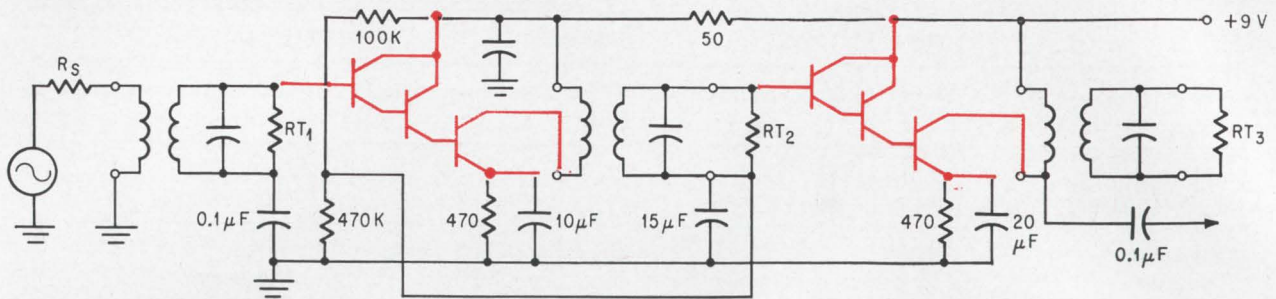 100K
50
+9 V
RS
RT1
RT2
RT3
0.1µF
470K
470
10µF
15µF
470
20
µF
0.1µF